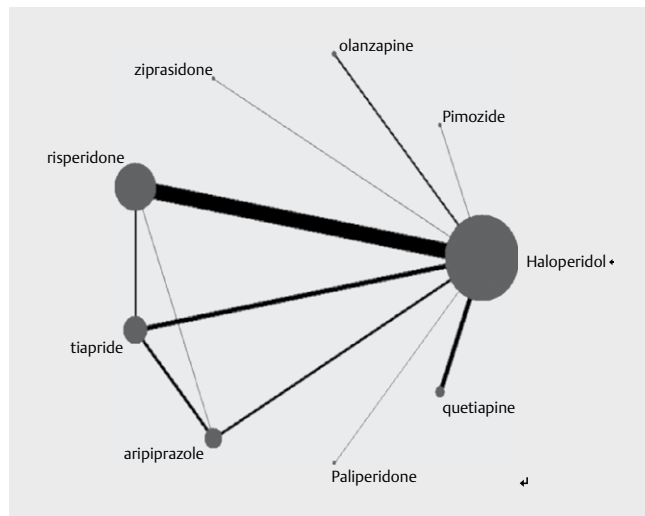 olanzapine
ziprasidone
Pimozide
risperidone
Haloperidol
tiapride
quetiapine
aripiprazole
Paliperidone